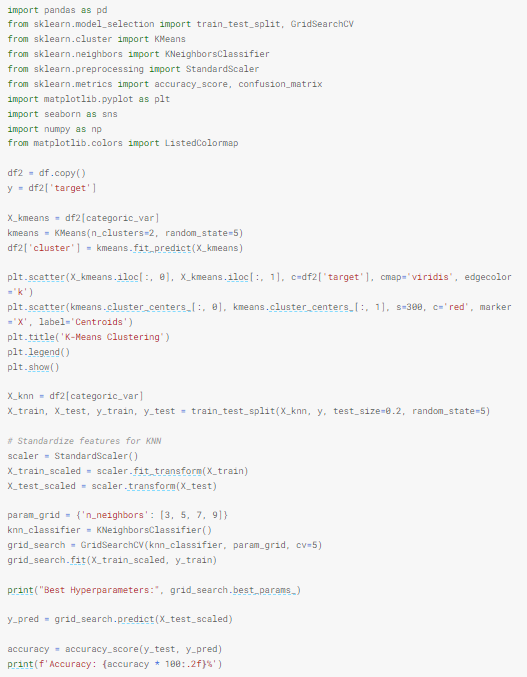 import pandas as pd
from sklearn.model_selection import train_test_split, GridSearchCV
from sklearn.cluster import KMeans
from sklearn.neighbors import KNeighborsClassifier
from sklearn.preprocessing import StandardScaler
from sklearn.metrics import accuracy_score, confusion_matrix
import matplotlib.pyplot as plt
import seaborn as sns
import numpy as np
from matplotlib.colors import ListedColormap
df2 = df.copy()
y = df2['target']
X_kmeans = df2[categoric_var]
kmeans = KMeans(n_clusters=2, random_state=5)
df2['cluster'] = kmeans.fit_predict(X_kmeans)
plt.scatter(X_kmeans.iloc[:, 0], X_kmeans.iloc[:, 1], c=df2['target'], cmap='viridis', edgecolor
='k')
plt.scatter(kmeans.cluster_centers_[:, 0], kmeans.cluster_centers_[:, 1], s=300, c='red', marker
='X', label='Centroids')
plt.title('K-Means Clustering')
plt.legend()
plt.show()
X_knn = df2[categoric_var]
X_train, X_test, y_train, y_test = train_test_split(X_knn, y, test_size=0.2, random_state=5)
# Standardize features for KNN
scaler = StandardScaler()
X_train_scaled = scaler.fit_transform(X_train)
X_test_scaled = scaler.transform(X_test)
param_grid = {'n_neighbors': [3, 5, 7, 9]}
knn_classifier = KNeighborsClassifier()
grid_search = GridSearchCV(knn_classifier, param_grid, cv=5)
grid_search.fit(X_train_scaled, y_train)
print("Best Hyperparameters:", grid_search.best_params_)
y_pred = grid_search.predict(X_test_scaled)
accuracy = accuracy_score(y_test, y_pred)
print(f'Accuracy: {accuracy * 100:.2f}%')